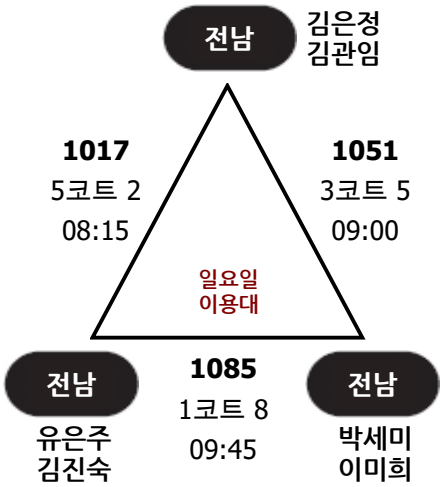 전남
김은정
김관임
1017
5코트 2
08:15
1051
3코트 5
09:00
일요일
이용대
전남
유은주
김진숙
1085
1코트 8
09:45
전남
박세미
이미희